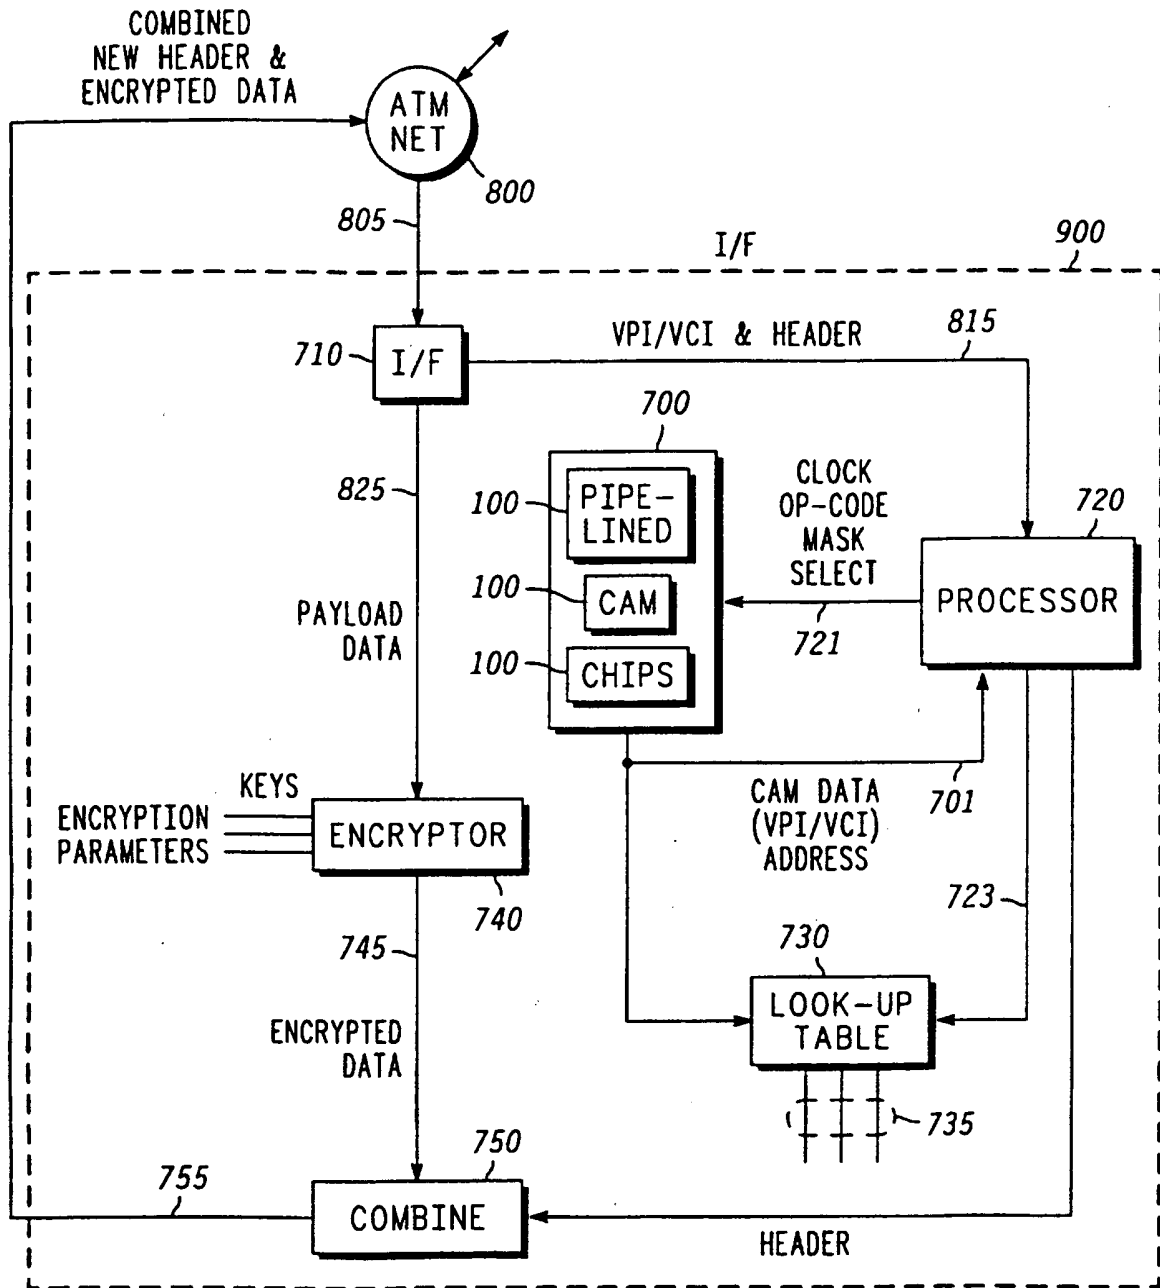 COMBINED
NEW HEADER &
ENCRYPTED DATA
ATM
NET
800
805
I/F
900
710
I/F
VPI/VCI & HEADER
815
700
825
100
PIPE-
LINED
100
CAM
100
CHIPS
CLOCK
OP-CODE
MASK
SELECT
721
720
PROCESSOR
PAYLOAD
DATA
701
CAM DATA
(VPI/VCI)
ADDRESS
KEYS
ENCRYPTION
PARAMETERS
ENCRYPTOR
740
723
745
730
LOOK-UP
TABLE
735
ENCRYPTED
DATA
750
COMBINE
755
HEADER